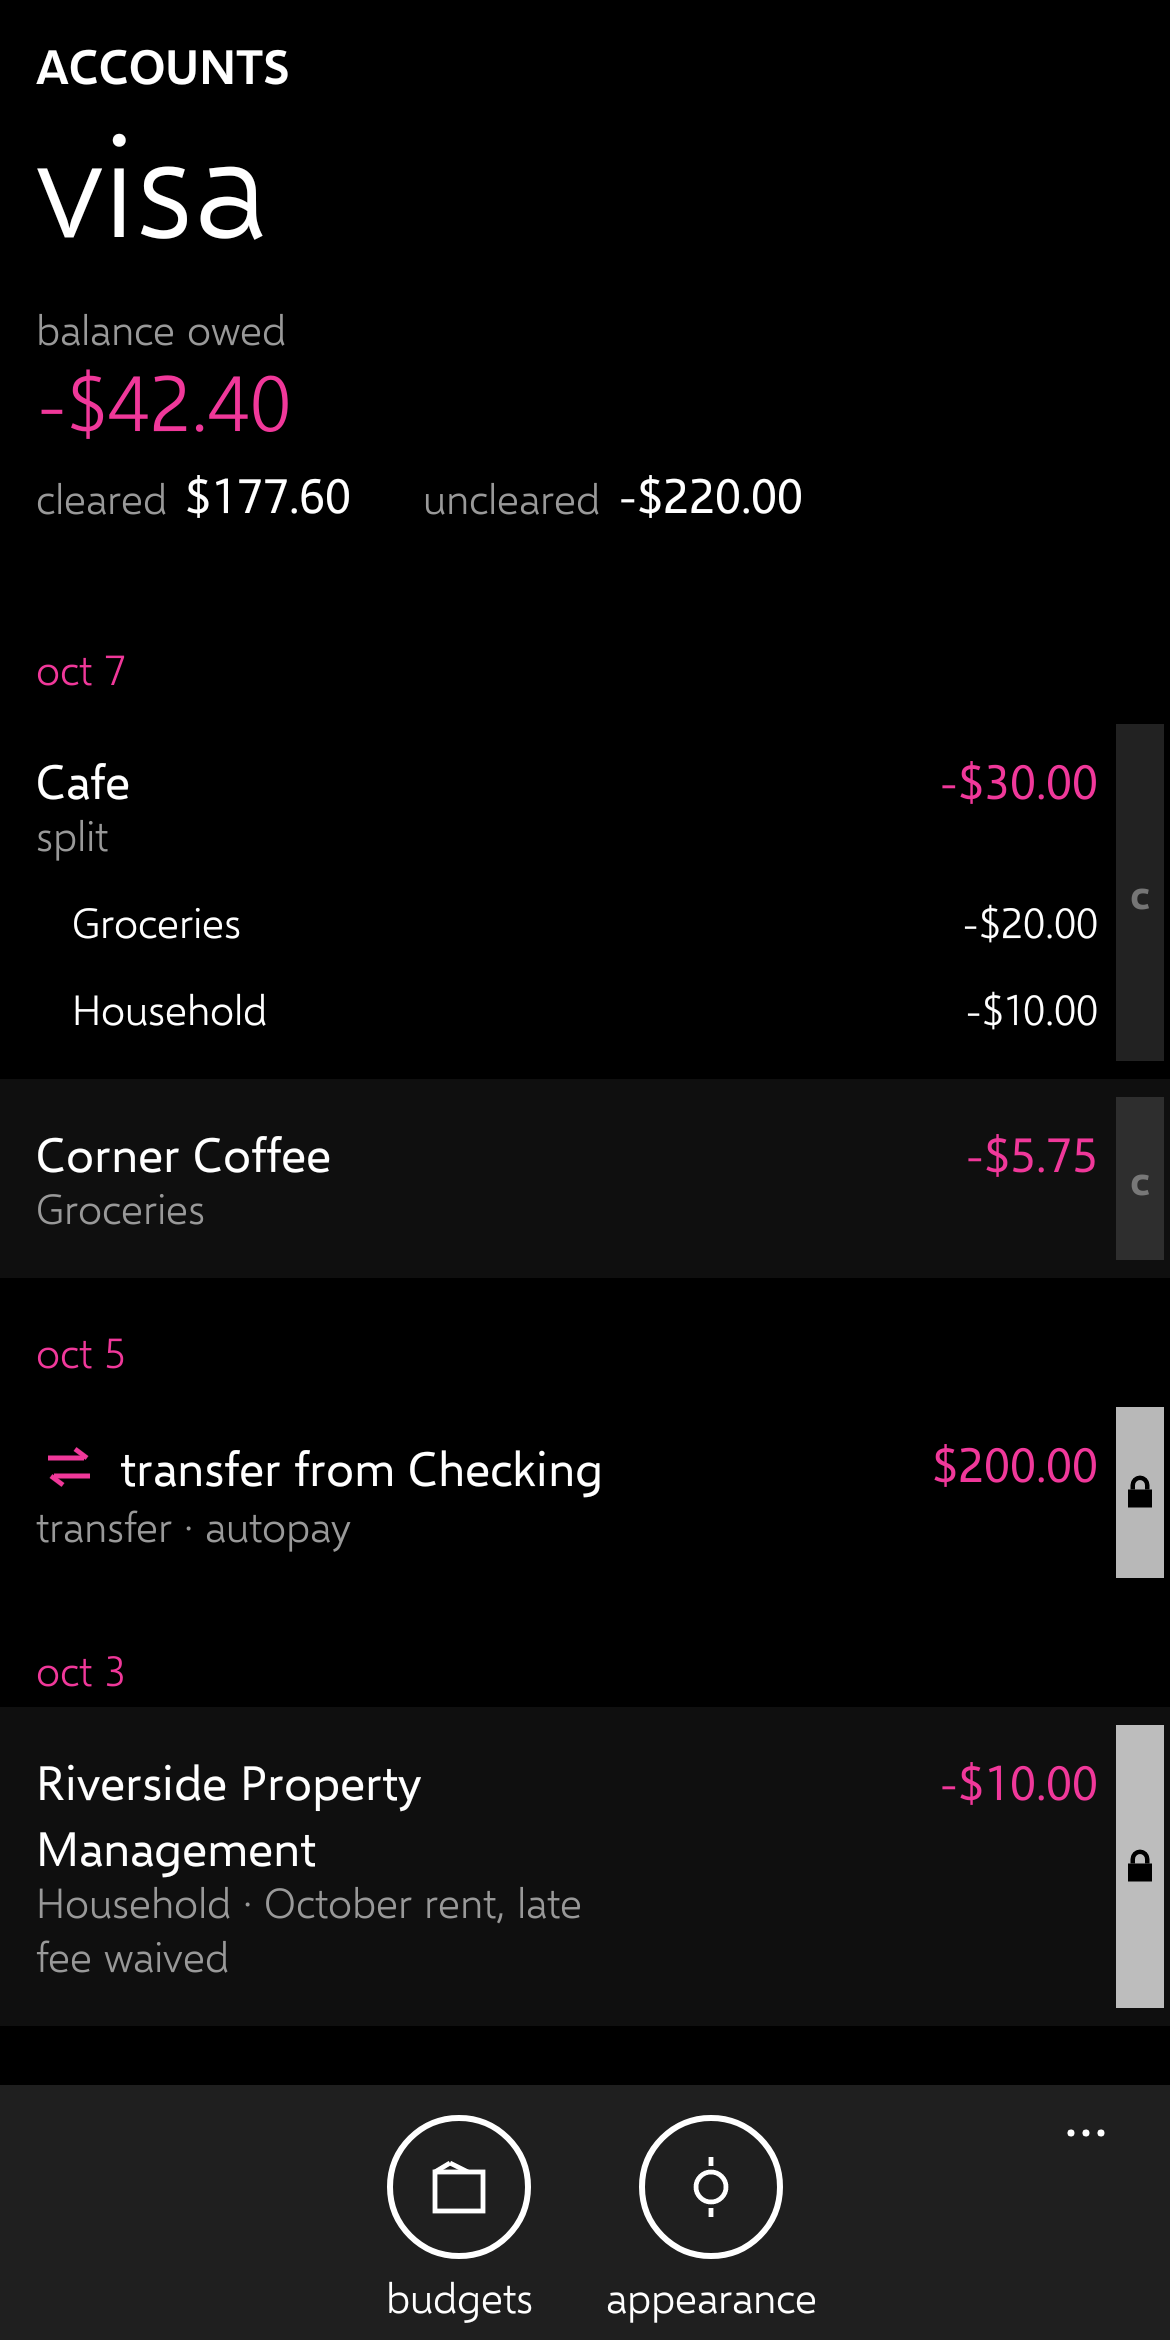 ACCOUNTS
visa
balance owed
-$42.40
cleared $177.60 uncleared -$220.00
oct 7
Cafe -$30.00
split
c
Groceries -$20.00
Household -$10.00
Corner Coffee -$5.75
c
Groceries
oct 5
transfer from Checking $200.00
transfer · autopay
oct 3
Riverside Property -$10.00
Management
Household · October rent, late
fee waived
...
budgets appearance